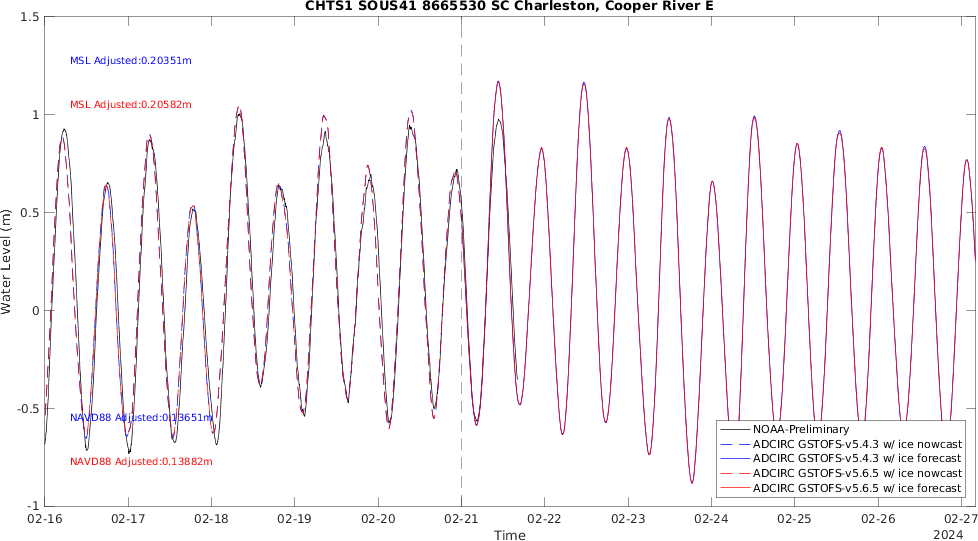 CHTS1 SOUS41 8665530 SC Charleston, Cooper River E
1.5
MSL Adjusted:0.20351m
MSL Adjusted:0.20582m
1
0.5
Water Level (m)
0
-0.5
NAVD88 Adjusted:0.13651m
NAVD88 Adjusted:0.13882m
NOAA-Preliminary
ADCIRC GSTOFS-v5.4.3 w/ ice nowcast
ADCIRC GSTOFS-v5.4.3 w/ ice forecast
ADCIRC GSTOFS-v5.6.5 w/ ice nowcast
ADCIRC GSTOFS-v5.6.5 w/ ice forecast
-1
02-16 02-17 02-18 02-19 02-20 02-21 02-22 02-23 02-24 02-25 02-26 02-27
Time
2024